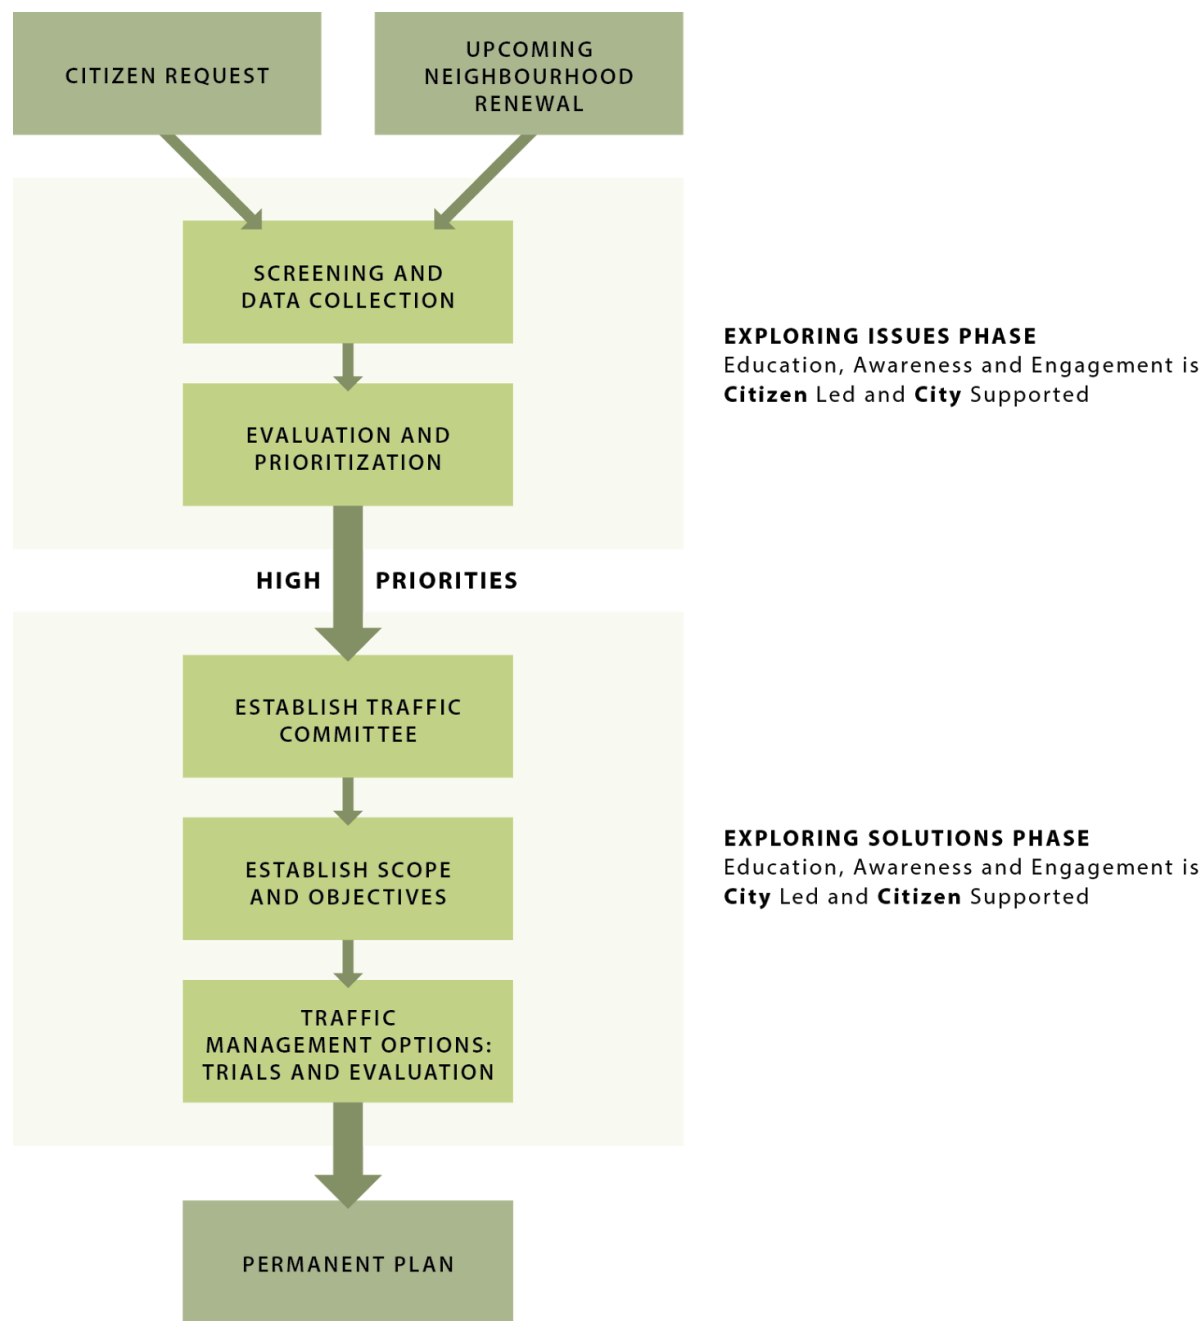 CITIZEN REQUEST
UPCOMING
NEIGHBOURHOOD
RENEWAL
SCREENING AND
DATA COLLECTION
EVALUATION AND
PRIORITIZATION
EXPLORING ISSUES PHASE
Education, Awareness and Engagement is
Citizen Led and City Supported
HIGH PRIORITIES
ESTABLISH TRAFFIC
COMMITTEE
ESTABLISH SCOPE
AND OBJECTIVES
TRAFFIC
MANAGEMENT OPTIONS:
TRIALS AND EVALUATION
EXPLORING SOLUTIONS PHASE
Education, Awareness and Engagement is
City Led and Citizen Supported
PERMANENT PLAN